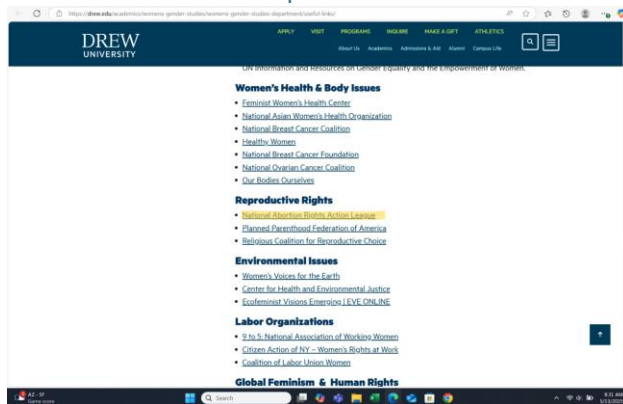 https://drew.edu/academics/womens-gender-studies/womens-gender-studies-department/useful-links/
APPLY VISIT PROGRAMS INQUIRE MAKE A GIFT ATHLETICS
DREW
UNIVERSITY
About Us Academics Admissions & Aid Alumni Campus Life
UN Information and Resources on Gender Equality and the Empowerment of Women.
Women's Health & Body Issues
• Feminist Women's Health Center
• National Asian Women's Health Organization
• National Breast Cancer Coalition
• Healthy Women
• National Breast Cancer Foundation
• National Ovarian Cancer Coalition
• Our Bodies Ourselves
Reproductive Rights
• National Abortion Rights Action League
• Planned Parenthood Federation of America
• Religious Coalition for Reproductive Choice
Environmental Issues
• Women's Voices for the Earth
• Center for Health and Environmental Justice
• Ecofeminist Visions Emerging | EVE ONLINE
Labor Organizations
• 9 to 5: National Association of Working Women
• Citizen Action of NY – Women's Rights at Work
• Coalition of Labor Union Women
Global Feminism & Human Rights
AZ - SF
Game score
Search
8:31 AM